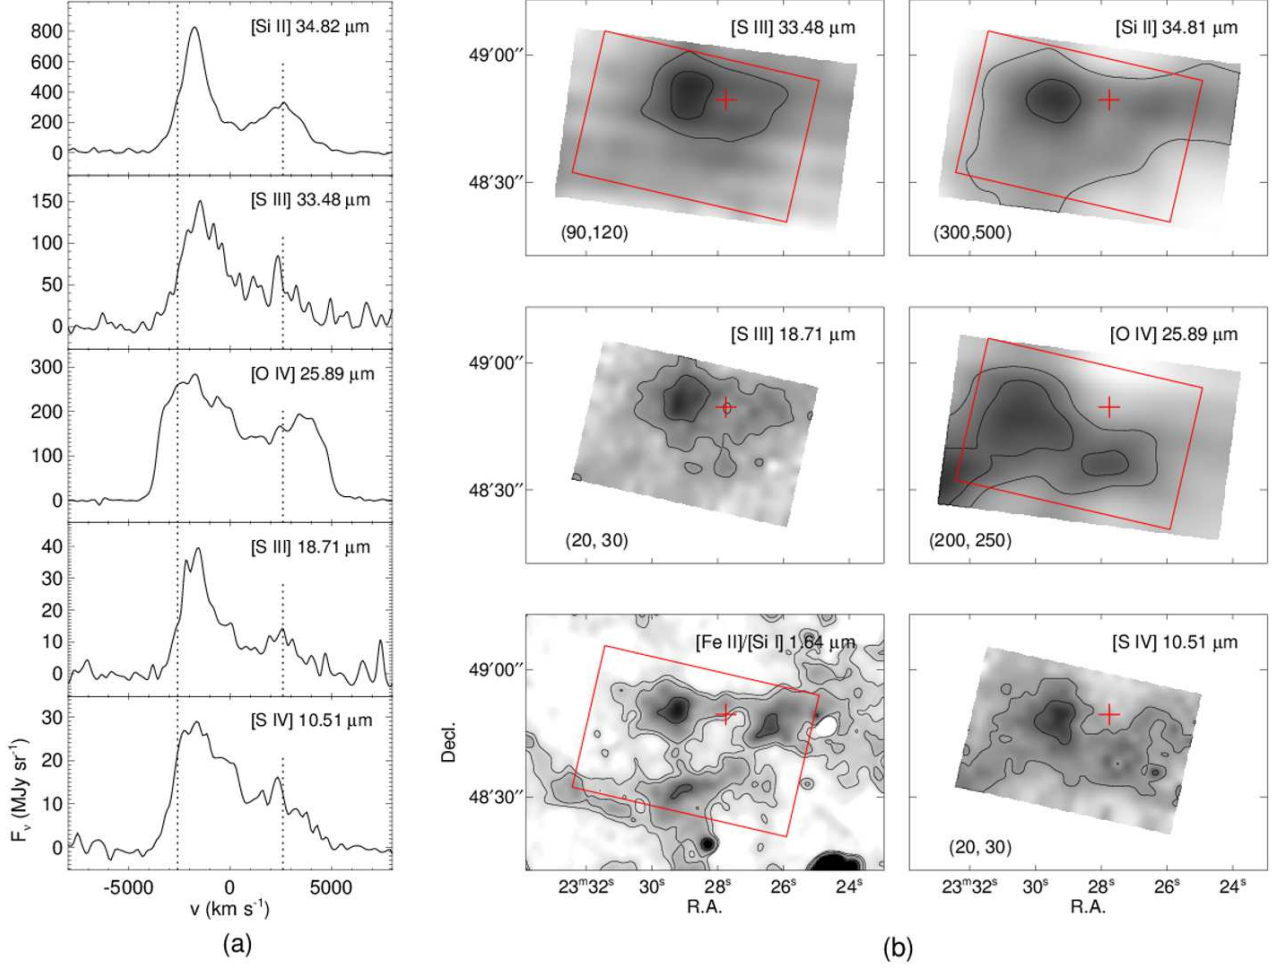 [Si II] 34.82 μm
800
600
400
200
0
[S III] 33.48 μm
150
100
50
0
[O IV] 25.89 μm
300
200
100
0
[S III] 18.71 μm
40
30
20
10
0
[S IV] 10.51 μm
30
20
10
0
Fν (MJy sr⁻¹)
-5000 0 5000
v (km s⁻¹)
(a)
[S III] 33.48 μm
49′00″
48′30″
(90,120)
[Si II] 34.81 μm
(300,500)
[S III] 18.71 μm
49′00″
48′30″
(20, 30)
[O IV] 25.89 μm
(200, 250)
[Fe II]/[Si I] 1.64 μm
49′00″
48′30″
Decl.
23ᵐ32ˢ 30ˢ 28ˢ 26ˢ 24ˢ
R.A.
[S IV] 10.51 μm
(20, 30)
23ᵐ32ˢ 30ˢ 28ˢ 26ˢ 24ˢ
R.A.
(b)